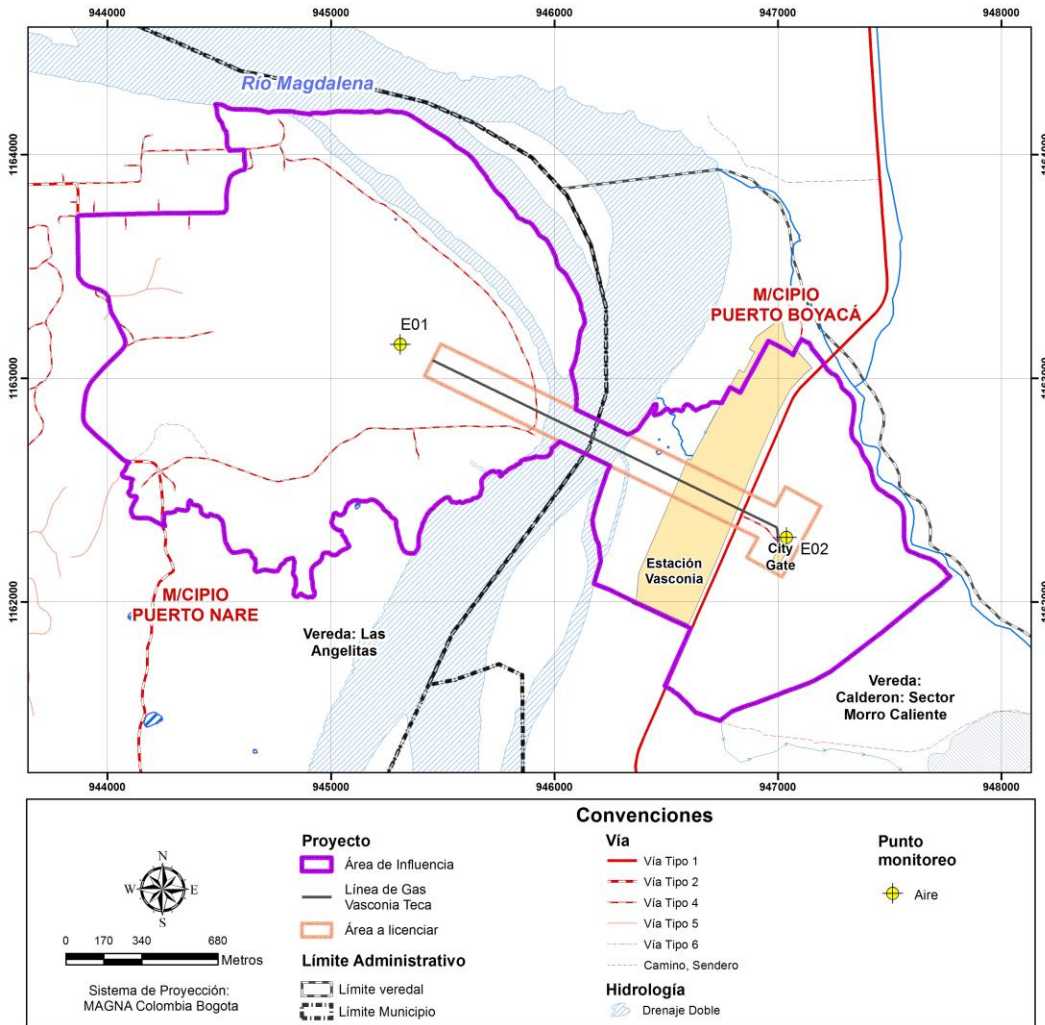 944000
945000
946000
947000
948000
1164000
1164000
Río Magdalena
E01
M/CIPIO
PUERTO BOYACÁ
1163000
1163000
Estación
Vasconia
City
Gate
E02
1162000
1162000
M/CIPIO
PUERTO NARE
Vereda: Las
Angelitas
Vereda:
Calderon: Sector
Morro Caliente
944000
945000
946000
947000
948000
Convenciones
N
W
E
S
0
170
340
680
Metros
Sistema de Proyección:
MAGNA Colombia Bogota
Proyecto
Área de Influencia
Línea de Gas
Vasconia Teca
Área a licenciar
Límite Administrativo
Límite veredal
Límite Municipio
Vía
Vía Tipo 1
Vía Tipo 2
Vía Tipo 4
Vía Tipo 5
Vía Tipo 6
Camino, Sendero
Hidrología
Drenaje Doble
Punto
monitoreo
Aire